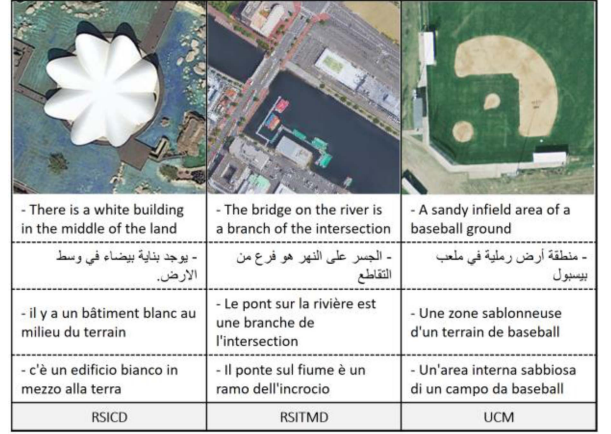 - There is a white building
in the middle of the land
- The bridge on the river is
a branch of the intersection
- A sandy infield area of a
baseball ground
- يوجد بناية بيضاء في وسط
الارض.
- الجسر على النهر هو فرع من
التقاطع
- منطقة أرض رملية في ملعب
بيسبول
- il y a un bâtiment blanc au
milieu du terrain
- Le pont sur la rivière est
une branche de
l'intersection
- Une zone sablonneuse
d'un terrain de baseball
- c'è un edificio bianco in
mezzo alla terra
- Il ponte sul fiume è un
ramo dell'incrocio
- Un'area interna sabbiosa
di un campo da baseball
RSICD
RSITMD
UCM